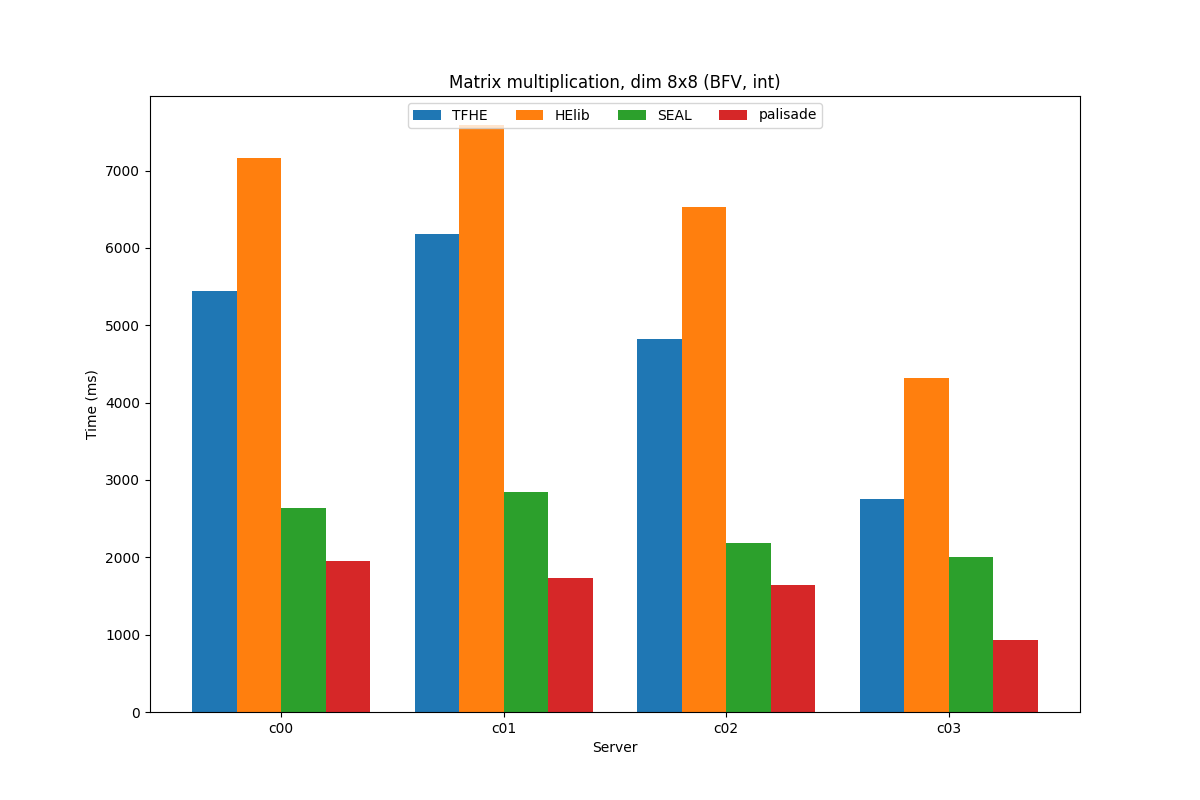 Matrix multiplication, dim 8x8 (BFV, int)
TFHE HElib SEAL palisade
7000
6000
5000
4000
3000
2000
1000
0
Time (ms)
c00 c01 c02 c03
Server